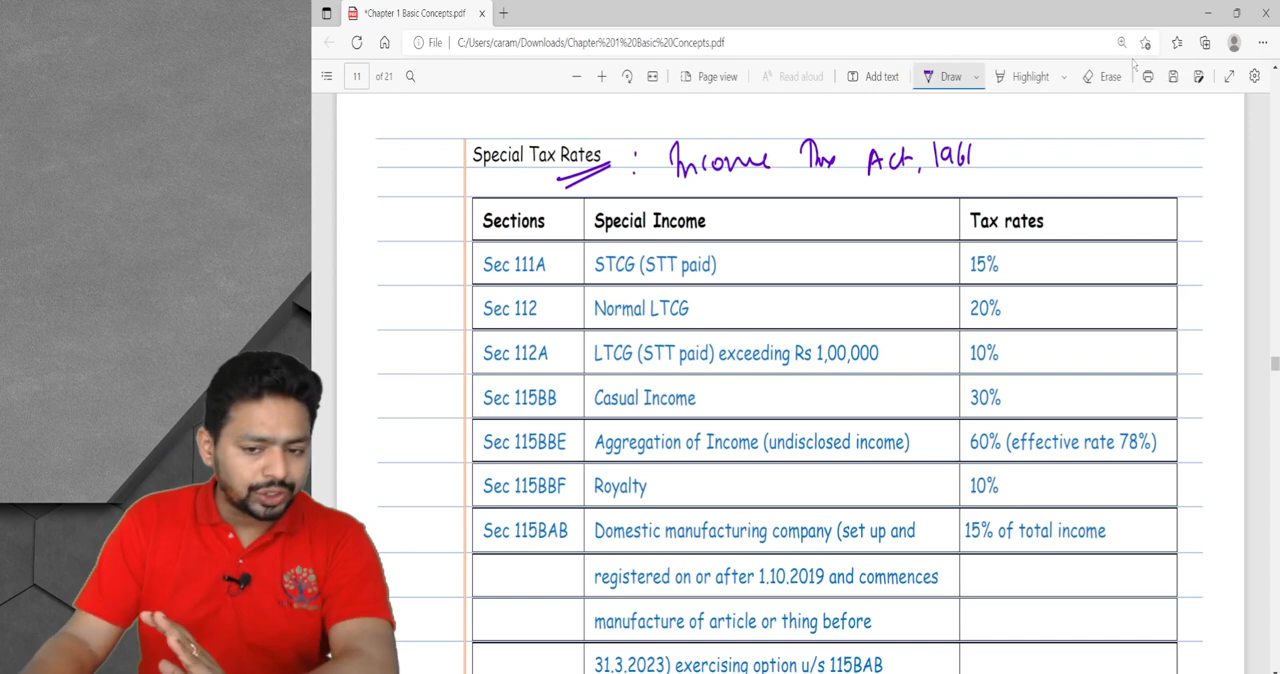 *Chapter 1 Basic Concepts.pdf
File C:/Users/caram/Downloads/Chapter%201%20Basic%20Concepts.pdf
11 of 21 Page view Read aloud Add text Draw Highlight Erase
Special Tax Rates : Income Tax Act, 1961
Sections Special Income Tax rates
Sec 111A STCG (STT paid) 15%
Sec 112 Normal LTCG 20%
Sec 112A LTCG (STT paid) exceeding Rs 1,00,000 10%
Sec 115BB Casual Income 30%
Sec 115BBE Aggregation of Income (undisclosed income) 60% (effective rate 78%)
Sec 115BBF Royalty 10%
Sec 115BAB Domestic manufacturing company (set up and 15% of total income
registered on or after 1.10.2019 and commences
manufacture of article or thing before
31.3.2023) exercising option u/s 115BAB